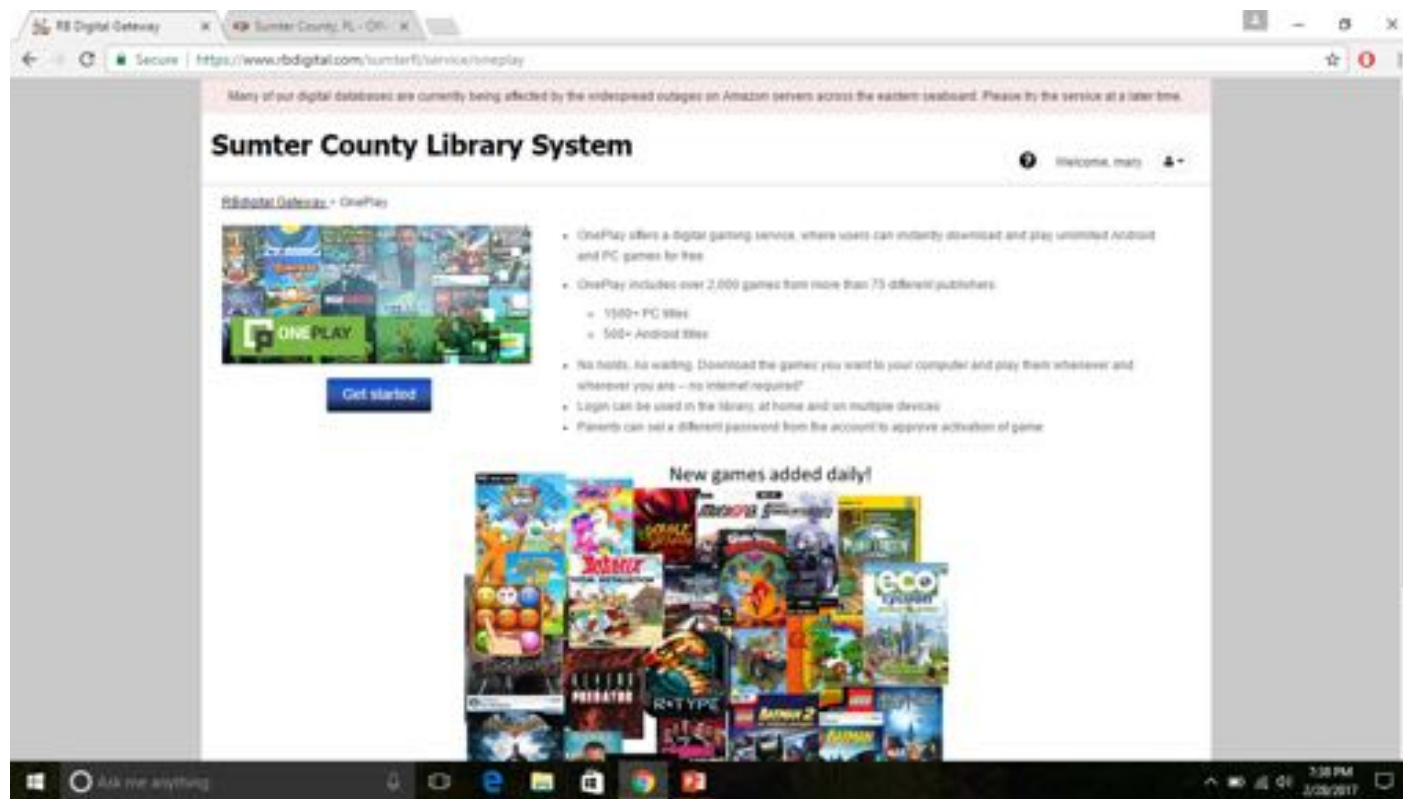 RB Digital Gateway
Sumter County, FL - Offi
Secure | https://www.rbdigital.com/sumterfl/service/oneplay
Many of our digital databases are currently being affected by the widespread outages on Amazon servers across the eastern seaboard. Please try the service at a later time.
Sumter County Library System
Welcome, mary
RBdigital Gateway > OnePlay
OnePlay offers a digital gaming service, where users can instantly download and play unlimited Android
and PC games for free
OnePlay includes over 2,000 games from more than 75 different publishers:
1500+ PC titles
500+ Android titles
No holds, no waiting. Download the games you want to your computer and play them whenever and
wherever you are – no internet required*
Login can be used in the library, at home and on multiple devices
Parents can set a different password from the account to approve activation of game
ONEPLAY
Get started
New games added daily!
Asterix
eco
tycoon
ALIENS
PREDATOR
R-TYPE
BATMAN 2
BATMAN
Ask me anything
7:38 PM
2/28/2017